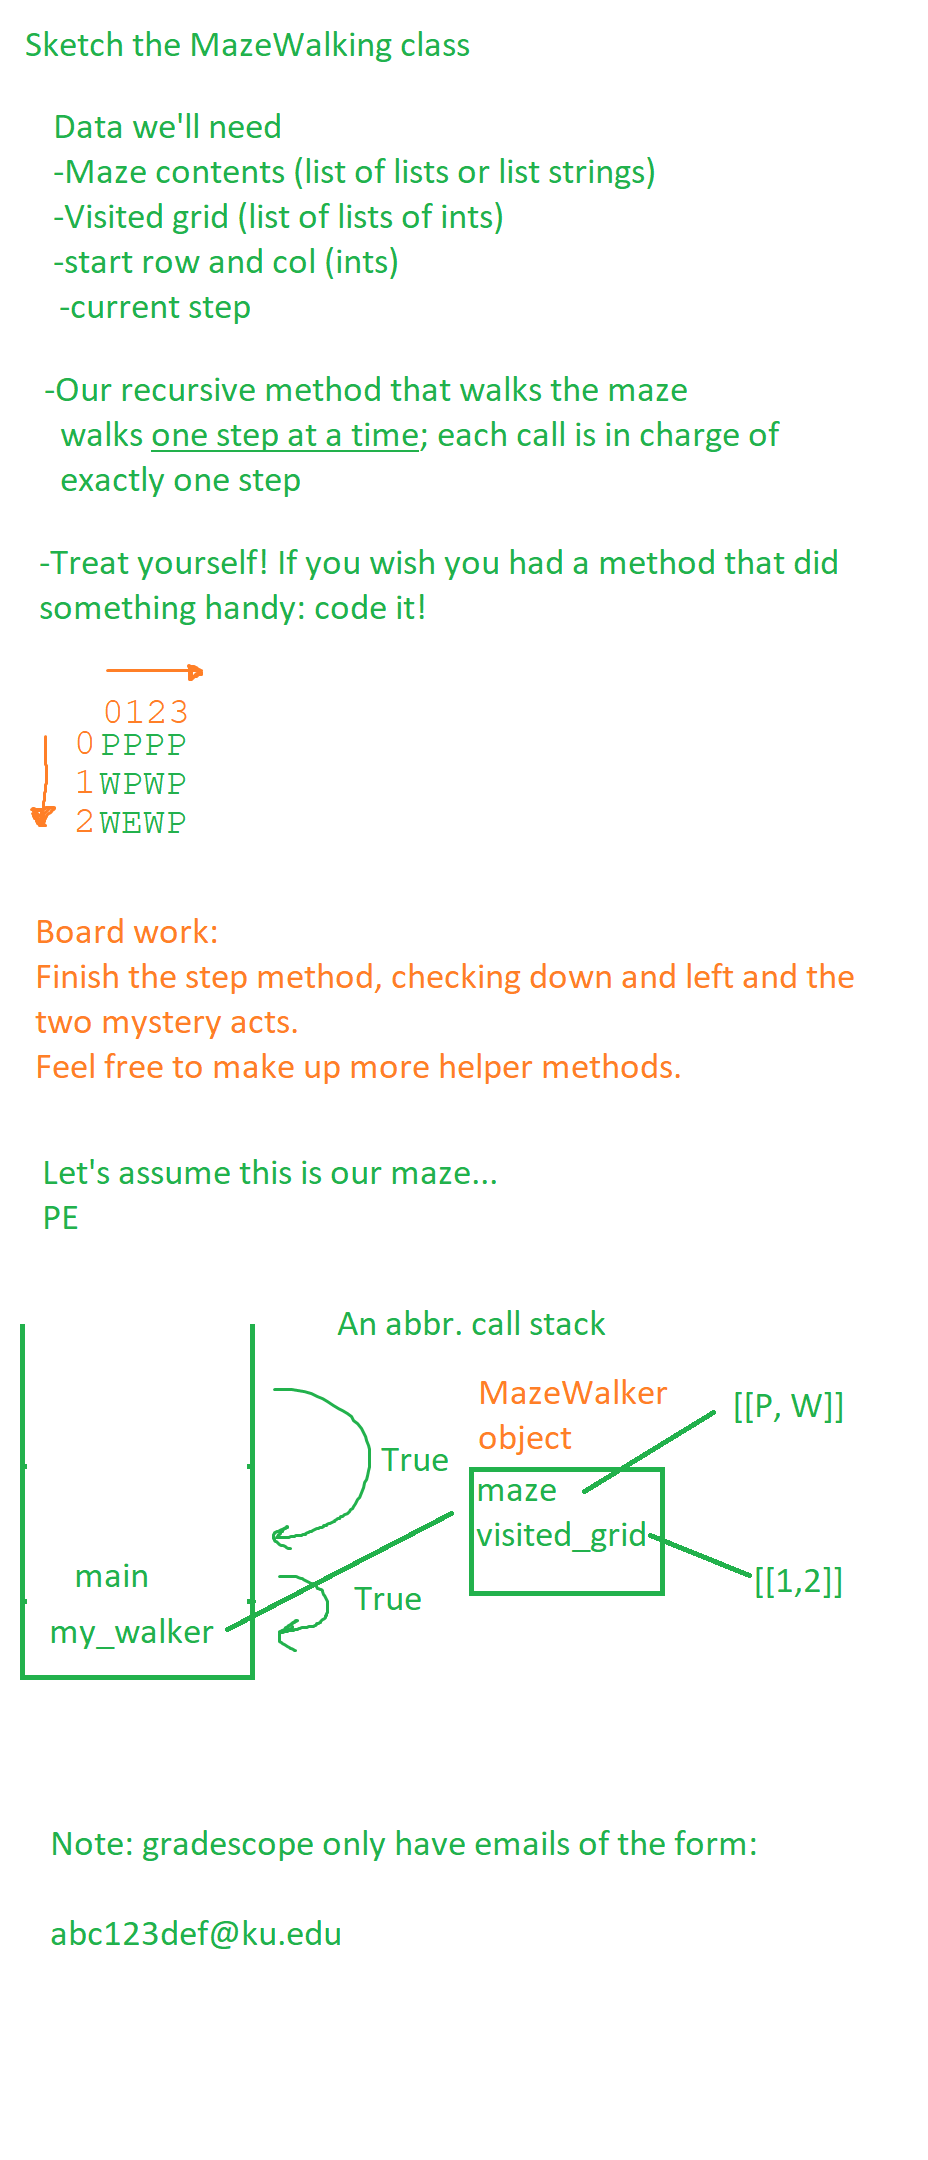 Sketch the MazeWalking class
Data we'll need
-Maze contents (list of lists or list strings)
-Visited grid (list of lists of ints)
-start row and col (ints)
-current step
-Our recursive method that walks the maze
walks one step at a time; each call is in charge of
exactly one step
-Treat yourself! If you wish you had a method that did
something handy: code it!
0123
0PPPP
1WPWP
2WEWP
Board work:
Finish the step method, checking down and left and the
two mystery acts.
Feel free to make up more helper methods.
Let's assume this is our maze...
PE
An abbr. call stack
MazeWalker
object
[[P, W]]
True
maze
visited_grid
main
[[1,2]]
True
my_walker
Note: gradescope only have emails of the form:
abc123def@ku.edu